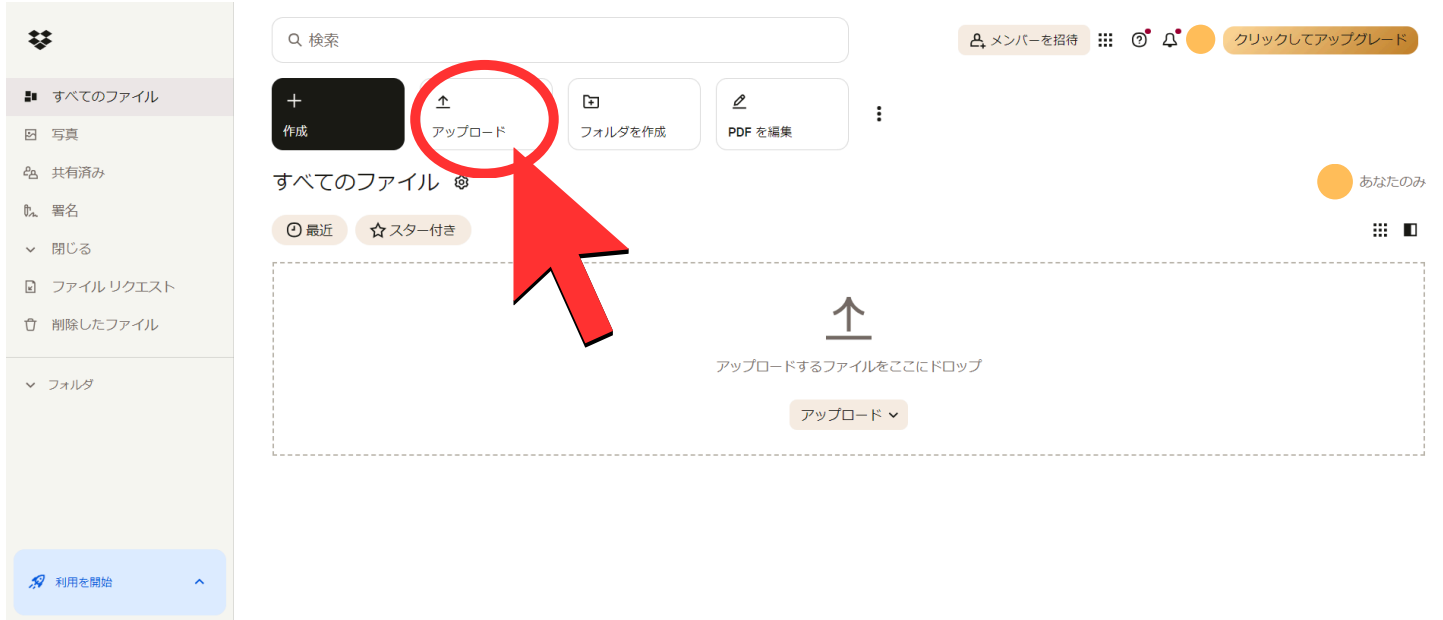 検索
メンバーを招待
クリックしてアップグレード
すべてのファイル
写真
共有済み
署名
閉じる
ファイル リクエスト
削除したファイル
フォルダ
利用を開始
作成
アップロード
フォルダを作成
PDF を編集
すべてのファイル
あなたのみ
最近
スター付き
アップロードするファイルをここにドロップ
アップロード